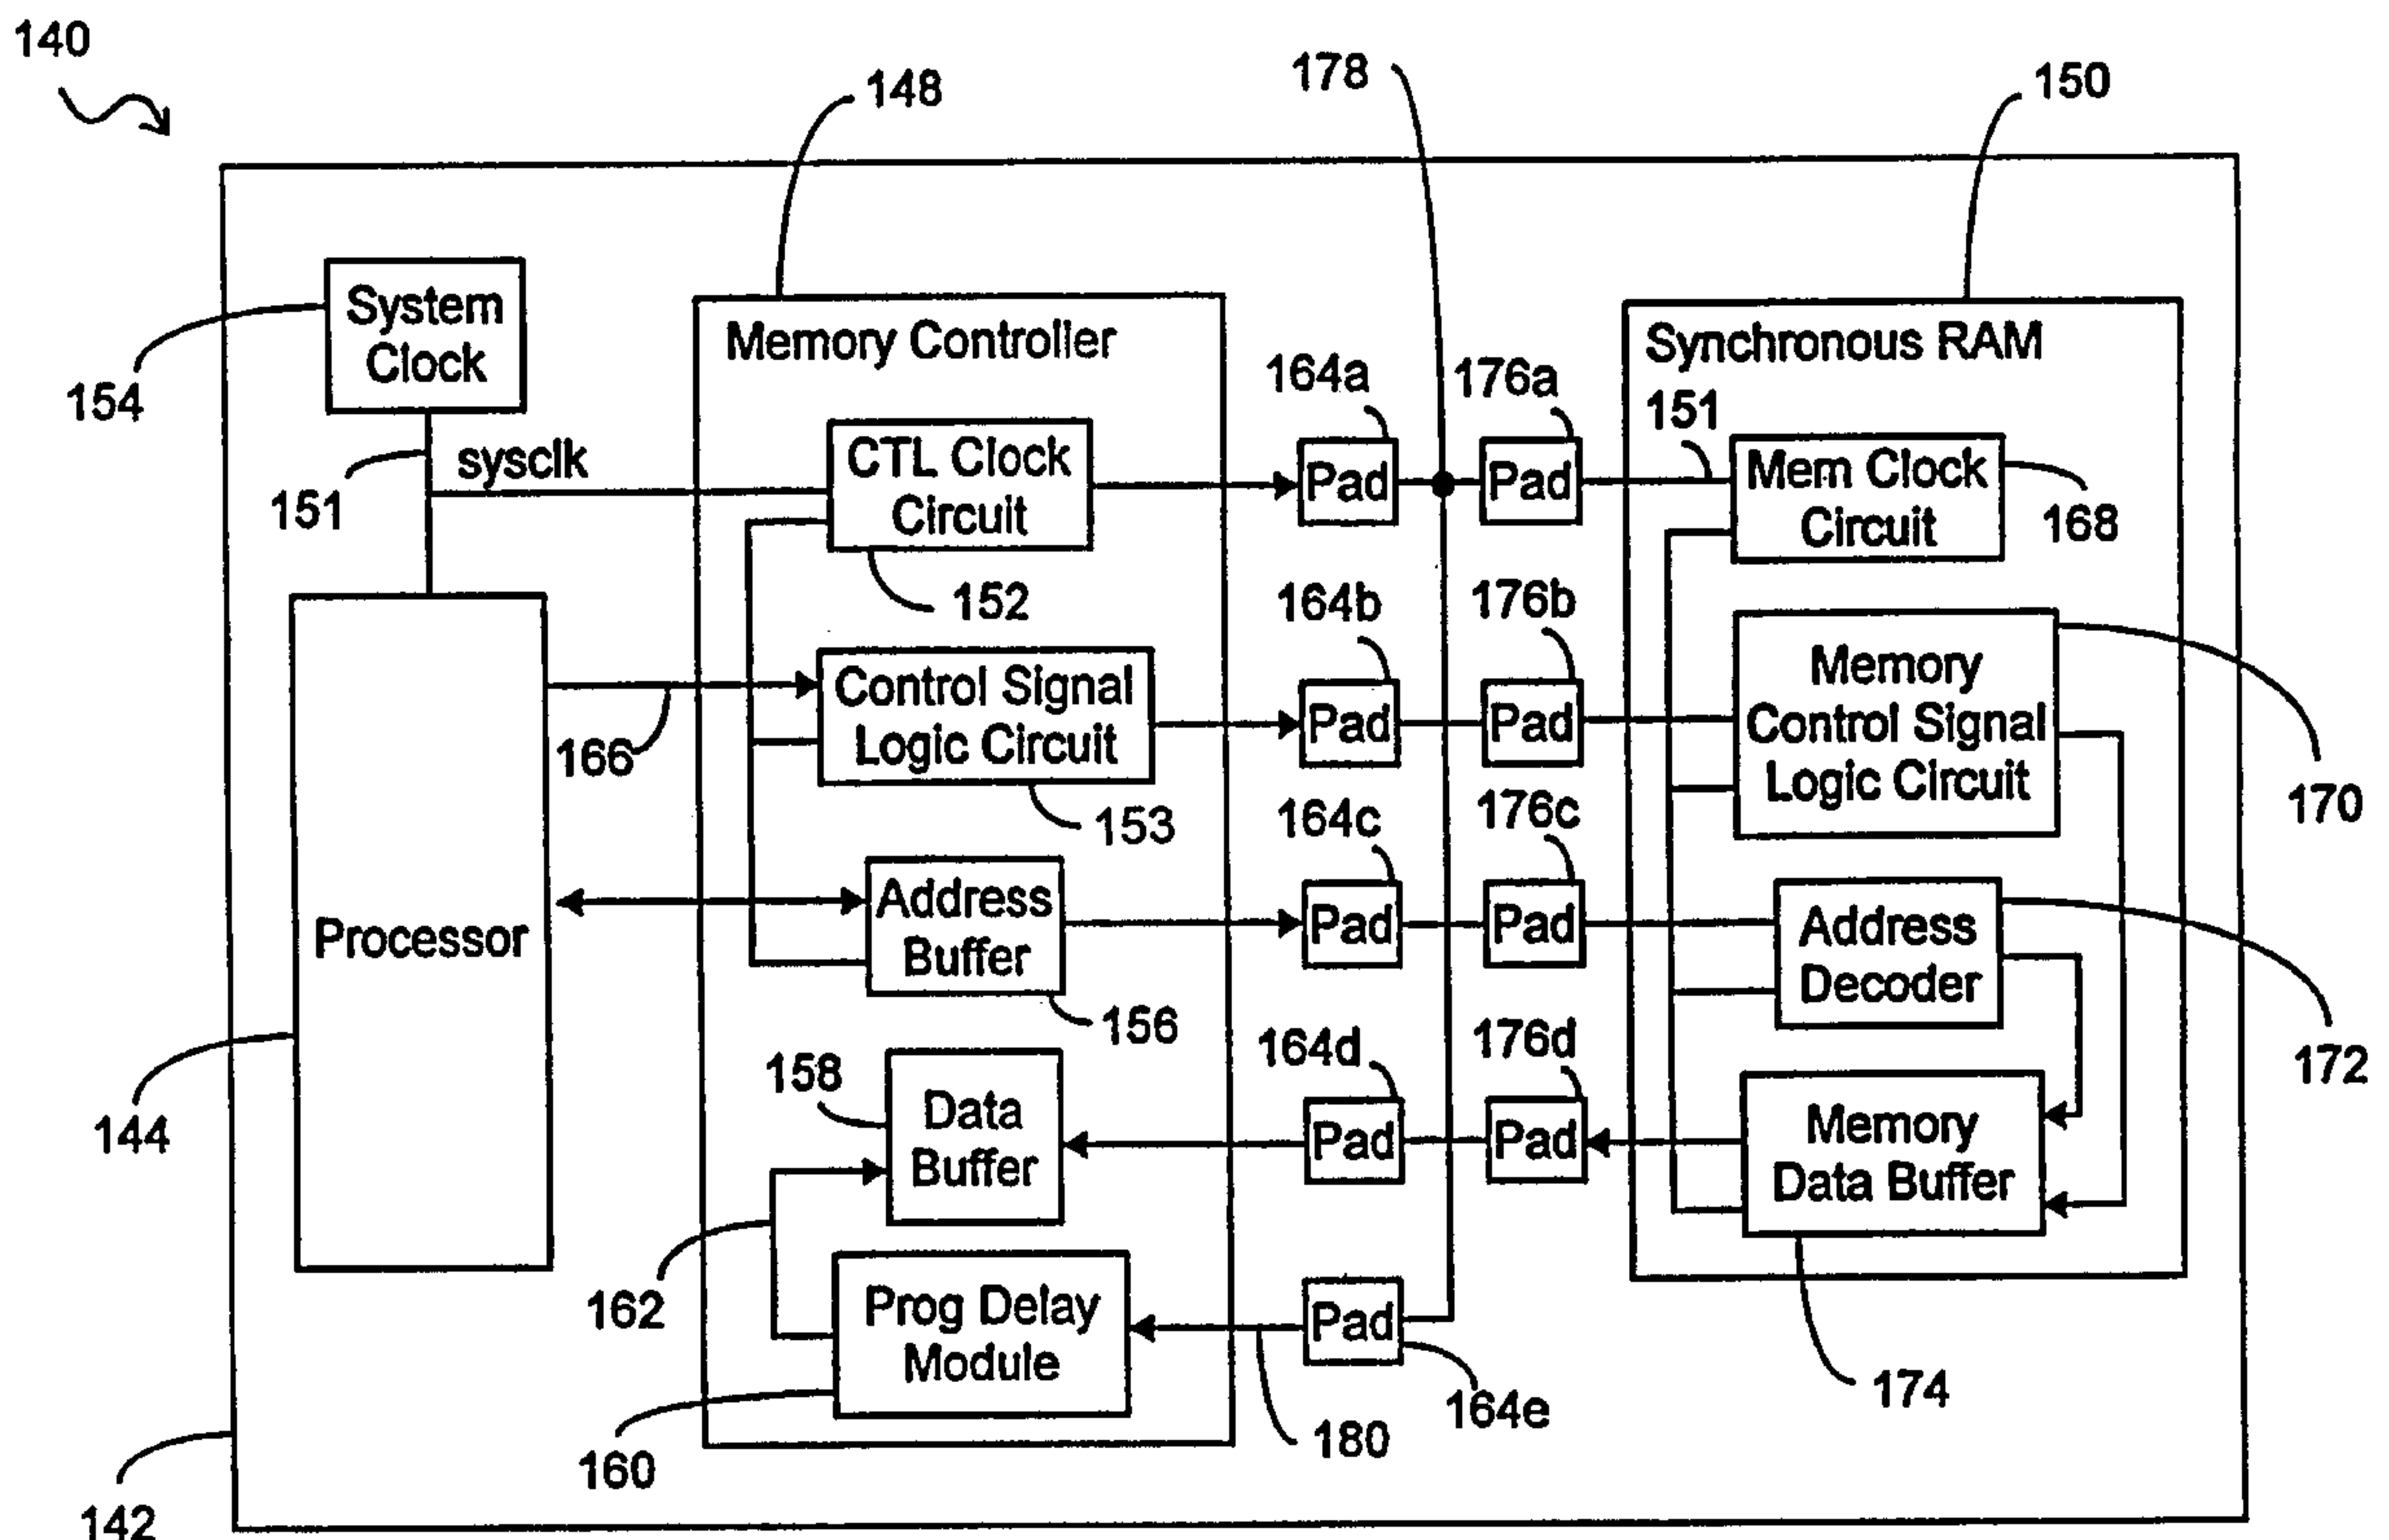 140
178
148
150
System
Clock
154
Memory Controller
Synchronous RAM
164a
176a
151
151
sysclk
CTL Clock
Circuit
Pad
Pad
Mem Clock
Circuit
168
152
164b
176b
Control Signal
Logic Circuit
166
Pad
Pad
Memory
Control Signal
Logic Circuit
170
153
164c
176c
Processor
Address
Buffer
Pad
Pad
Address
Decoder
172
156
158
164d
176d
144
Data
Buffer
Pad
Pad
Memory
Data Buffer
162
Prog Delay
Module
Pad
174
164e
160
180
142